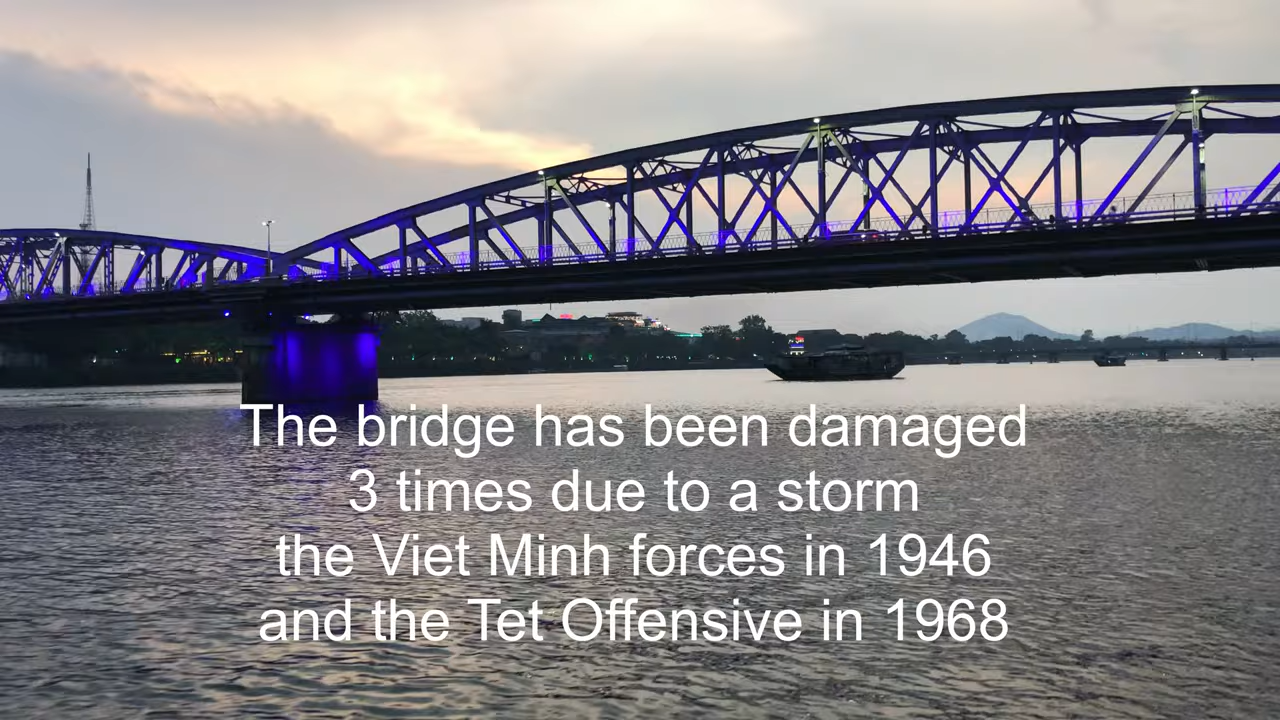 The bridge has been damaged
3 times due to a storm
the Viet Minh forces in 1946
and the Tet Offensive in 1968